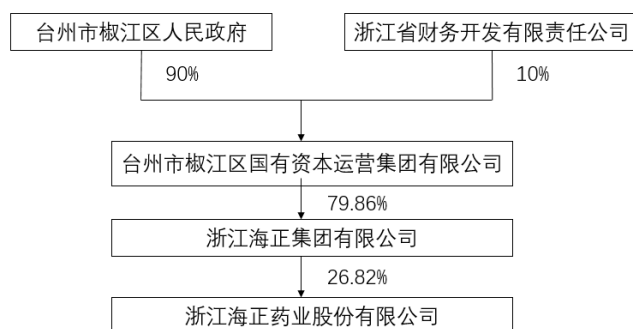 台州市椒江区人民政府
浙江省财务开发有限责任公司
90%
10%
台州市椒江区国有资本运营集团有限公司
79.86%
浙江海正集团有限公司
26.82%
浙江海正药业股份有限公司